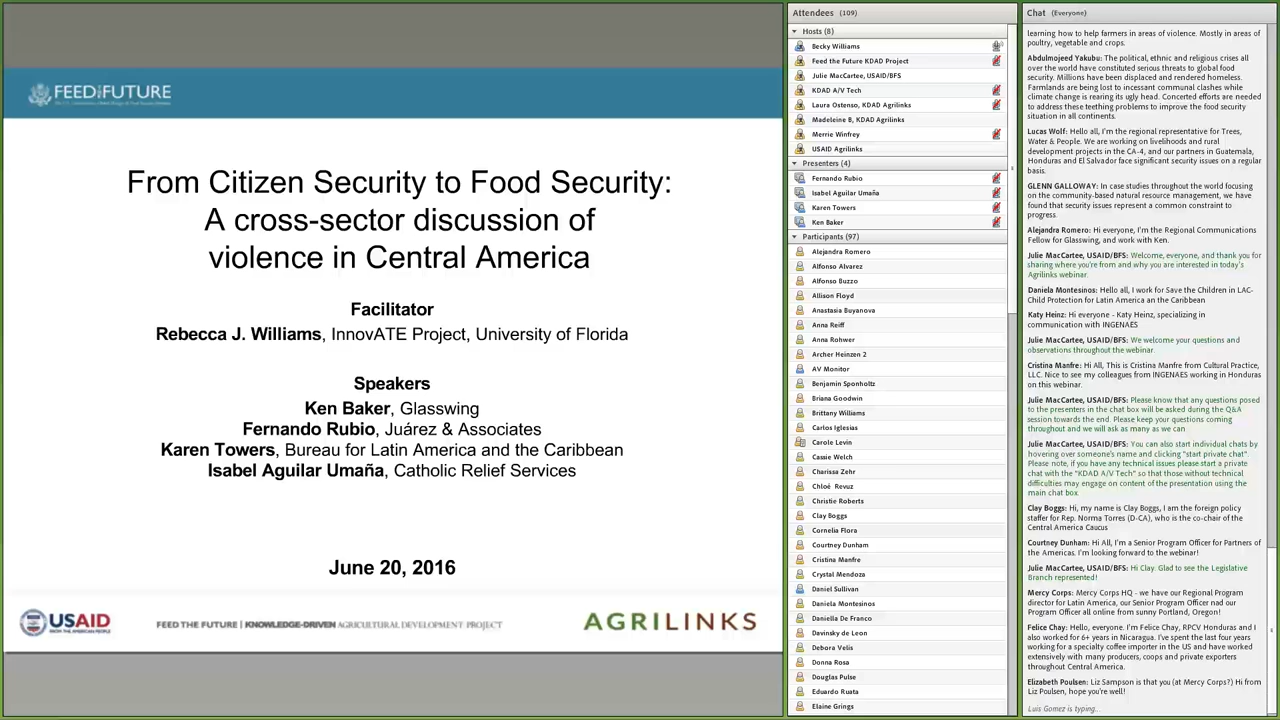 FEED THE FUTURE
From Citizen Security to Food Security:
A cross-sector discussion of
violence in Central America
Facilitator
Rebecca J. Williams, InnovATE Project, University of Florida
Speakers
Ken Baker, Glasswing
Fernando Rubio, Juárez & Associates
Karen Towers, Bureau for Latin America and the Caribbean
Isabel Aguilar Umaña, Catholic Relief Services
June 20, 2016
USAID
FROM THE AMERICAN PEOPLE
FEED THE FUTURE | KNOWLEDGE-DRIVEN AGRICULTURAL DEVELOPMENT PROJECT
AGRILINKS
Attendees (109)
Hosts (8)
Becky Williams
Feed the Future KDAD Project
Julie MacCartee, USAID/BFS
KDAD A/V Tech
Laura Ostenso, KDAD Agrilinks
Madeleine B, KDAD Agrilinks
Merrie Winfrey
USAID Agrilinks
Presenters (4)
Fernando Rubio
Isabel Aguilar Umaña
Karen Towers
Ken Baker
Participants (97)
Alejandra Romero
Alfonso Alvarez
Alfonso Buzzo
Allison Floyd
Anastasia Buyanova
Anna Reiff
Anna Rohwer
Archer Heinzen 2
AV Monitor
Benjamin Sponholtz
Briana Goodwin
Brittany Williams
Carlos Iglesias
Carole Levin
Cassie Welch
Charissa Zehr
Chloé Revuz
Christie Roberts
Clay Boggs
Cornelia Flora
Courtney Dunham
Cristina Manfre
Crystal Mendoza
Daniel Sullivan
Daniela Montesinos
Daniella De Franco
Davinsky de Leon
Debora Velis
Donna Rosa
Douglas Pulse
Eduardo Ruata
Elaine Grings
Chat (Everyone)
learning how to help farmers in areas of violence. Mostly in areas of
poultry, vegetable and crops.
Abdulmojeed Yakubu: The political, ethnic and religious crises all
over the world have constituted serious threats to global food
security. Millions have been displaced and rendered homeless.
Farmlands are being lost to incessant communal clashes while
climate change is rearing its ugly head. Concerted efforts are needed
to address these teething problems to improve the food security
situation in all continents.
Lucas Wolf: Hello all, I'm the regional representative for Trees,
Water & People. We are working on livelihoods and rural
development projects in the CA-4, and our partners in Guatemala,
Honduras and El Salvador face significant security issues on a regular
basis.
GLENN GALLOWAY: In case studies throughout the world focusing
on the community-based natural resource management, we have
found that security issues represent a common constraint to
progress.
Alejandra Romero: Hi everyone, I'm the Regional Communications
Fellow for Glasswing, and work with Ken.
Julie MacCartee, USAID/BFS: Welcome, everyone, and thank you for
sharing where you're from and why you are interested in today's
Agrilinks webinar.
Daniela Montesinos: Hello all, I work for Save the Children in LAC-
Child Protection for Latin America an the Caribbean
Katy Heinz: Hi everyone - Katy Heinz, specializing in
communication with INGENAES
Julie MacCartee, USAID/BFS: We welcome your questions and
observations throughout the webinar.
Cristina Manfre: Hi All, This is Cristina Manfre from Cultural Practice,
LLC. Nice to see my colleagues from INGENAES working in Honduras
on this webinar.
Julie MacCartee, USAID/BFS: Please know that any questions posed
to the presenters in the chat box will be asked during the Q&A
session towards the end. Please keep your questions coming
throughout and we will ask as many as we can
Julie MacCartee, USAID/BFS: You can also start individual chats by
hovering over someone's name and clicking "start private chat".
Please note, if you have any technical issues please start a private
chat with the "KDAD A/V Tech" so that those without technical
difficulties may engage on content of the presentation using the
main chat box.
Clay Boggs: Hi, my name is Clay Boggs, I am the foreign policy
staffer for Rep. Norma Torres (D-CA), who is the co-chair of the
Central America Caucus
Courtney Dunham: Hi All, I'm a Senior Program Officer for Partners of
the Americas. I'm looking forward to the webinar!
Julie MacCartee, USAID/BFS: Hi Clay. Glad to see the Legislative
Branch represented!
Mercy Corps: Mercy Corps HQ - we have our Regional Program
director for Latin America, our Senior Program Officer nad our
Program Officer all online from sunny Portland, Oregon!
Felice Chay: Hello, everyone. I'm Felice Chay, RPCV Honduras and I
also worked for 6+ years in Nicaragua. I've spent the last four years
working for a specialty coffee importer in the US and have worked
extensively with many producers, coops and private exporters
throughout Central America.
Elizabeth Poulsen: Liz Sampson is that you (at Mercy Corps?) Hi from
Liz Poulsen, hope you're well!
Luis Gomez is typing...